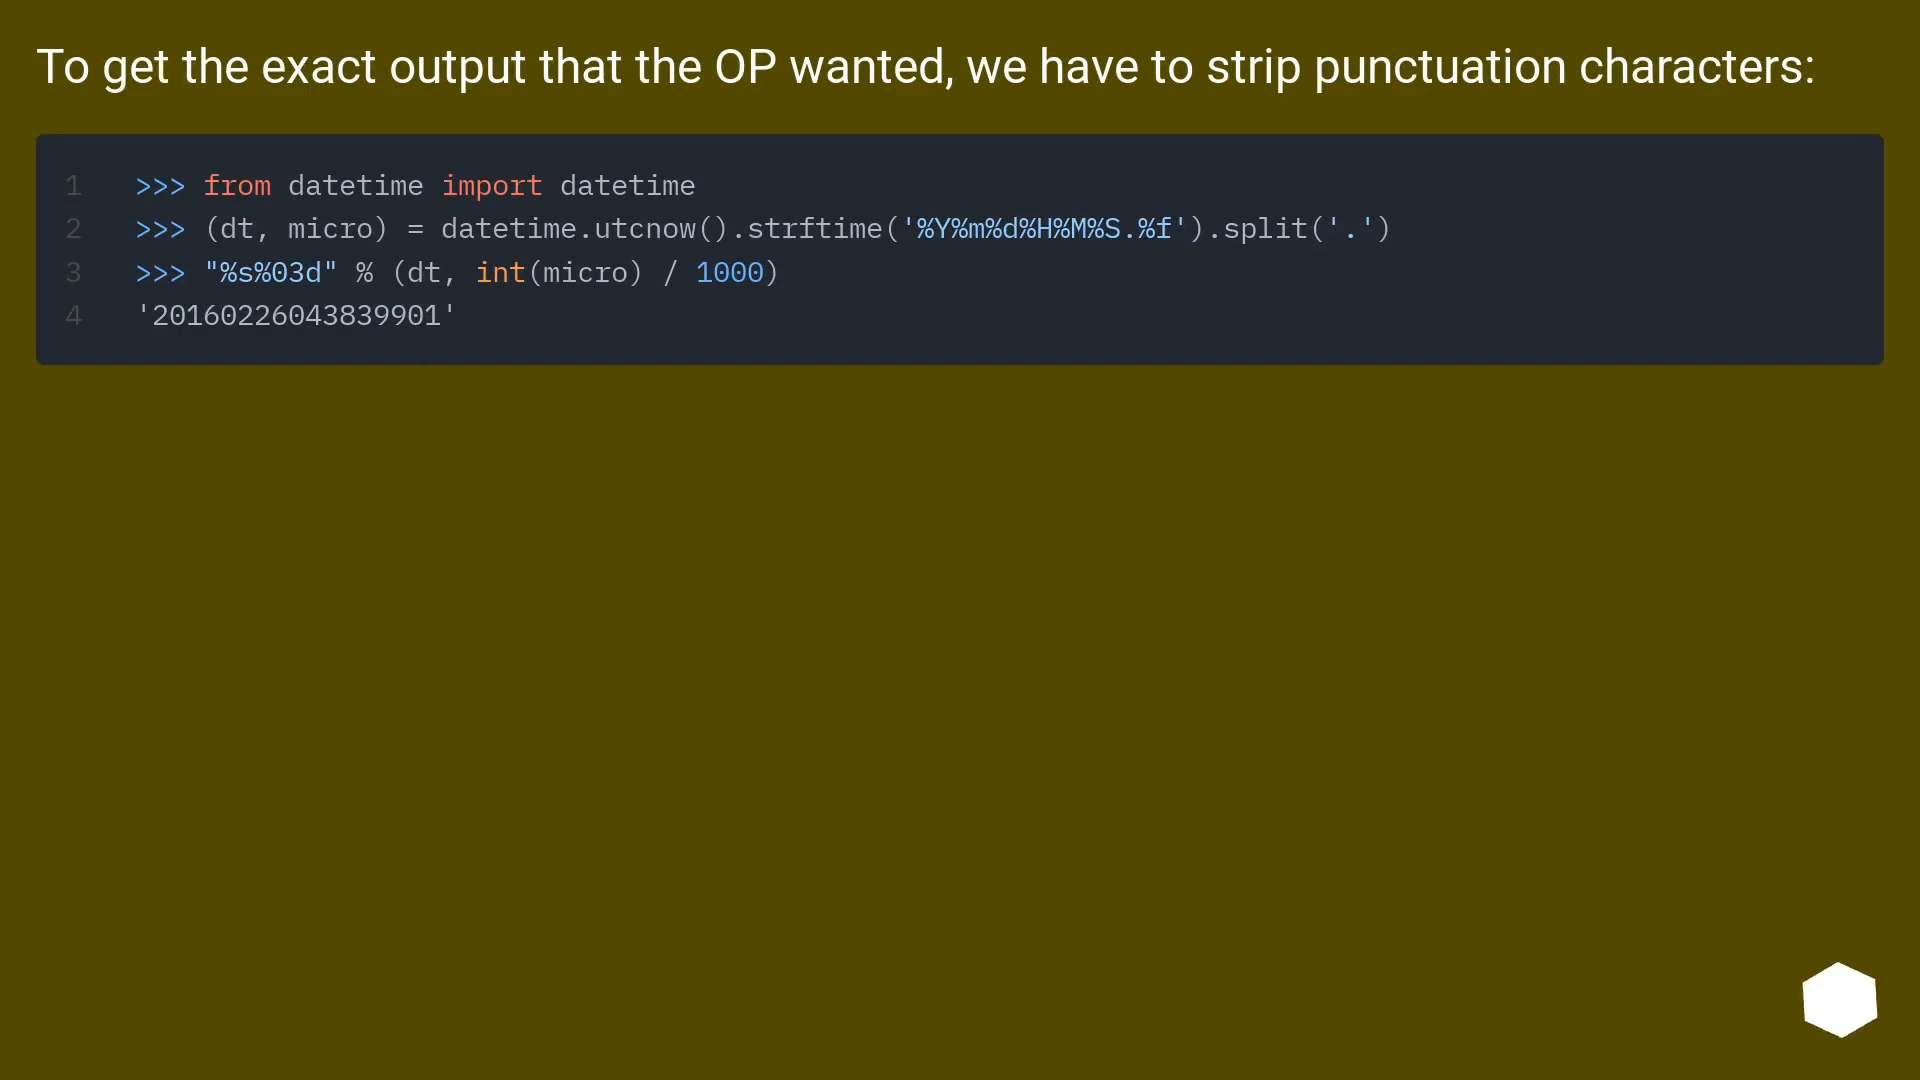 To get the exact output that the OP wanted, we have to strip punctuation characters:
1 >>> from datetime import datetime
2 >>> (dt, micro) = datetime.utcnow().strftime('%Y%m%d%H%M%S.%f').split('.')
3 >>> "%s%03d" % (dt, int(micro) / 1000)
4 '20160226043839901'